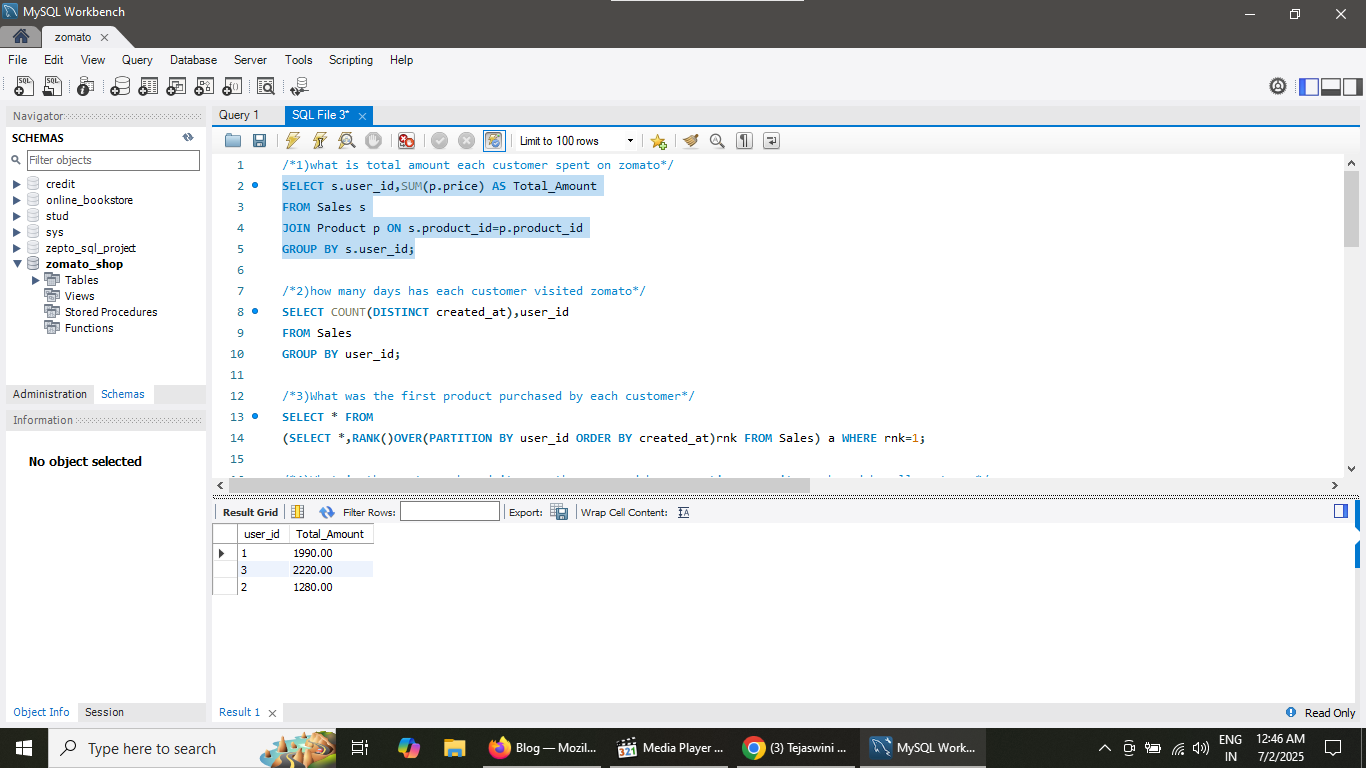 MySQL Workbench
zomato
File Edit View Query Database Server Tools Scripting Help
Navigator
SCHEMAS
Filter objects
credit
online_bookstore
stud
sys
zepto_sql_project
zomato_shop
Tables
Views
Stored Procedures
Functions
Administration Schemas
Information
No object selected
Object Info Session
Query 1 SQL File 3*
Limit to 100 rows
1 /*1)what is total amount each customer spent on zomato*/
2 SELECT s.user_id,SUM(p.price) AS Total_Amount
3 FROM Sales s
4 JOIN Product p ON s.product_id=p.product_id
5 GROUP BY s.user_id;
6
7 /*2)how many days has each customer visited zomato*/
8 SELECT COUNT(DISTINCT created_at),user_id
9 FROM Sales
10 GROUP BY user_id;
11
12 /*3)What was the first product purchased by each customer*/
13 SELECT * FROM
14 (SELECT *,RANK()OVER(PARTITION BY user_id ORDER BY created_at)rnk FROM Sales) a WHERE rnk=1;
15
Result Grid Filter Rows: Export: Wrap Cell Content:
user_id Total_Amount
1 1990.00
3 2220.00
2 1280.00
Result 1
Read Only
Type here to search
Blog — Mozil...
Media Player ...
(3) Tejaswini ...
MySQL Work...
ENG
IN
12:46 AM
7/2/2025